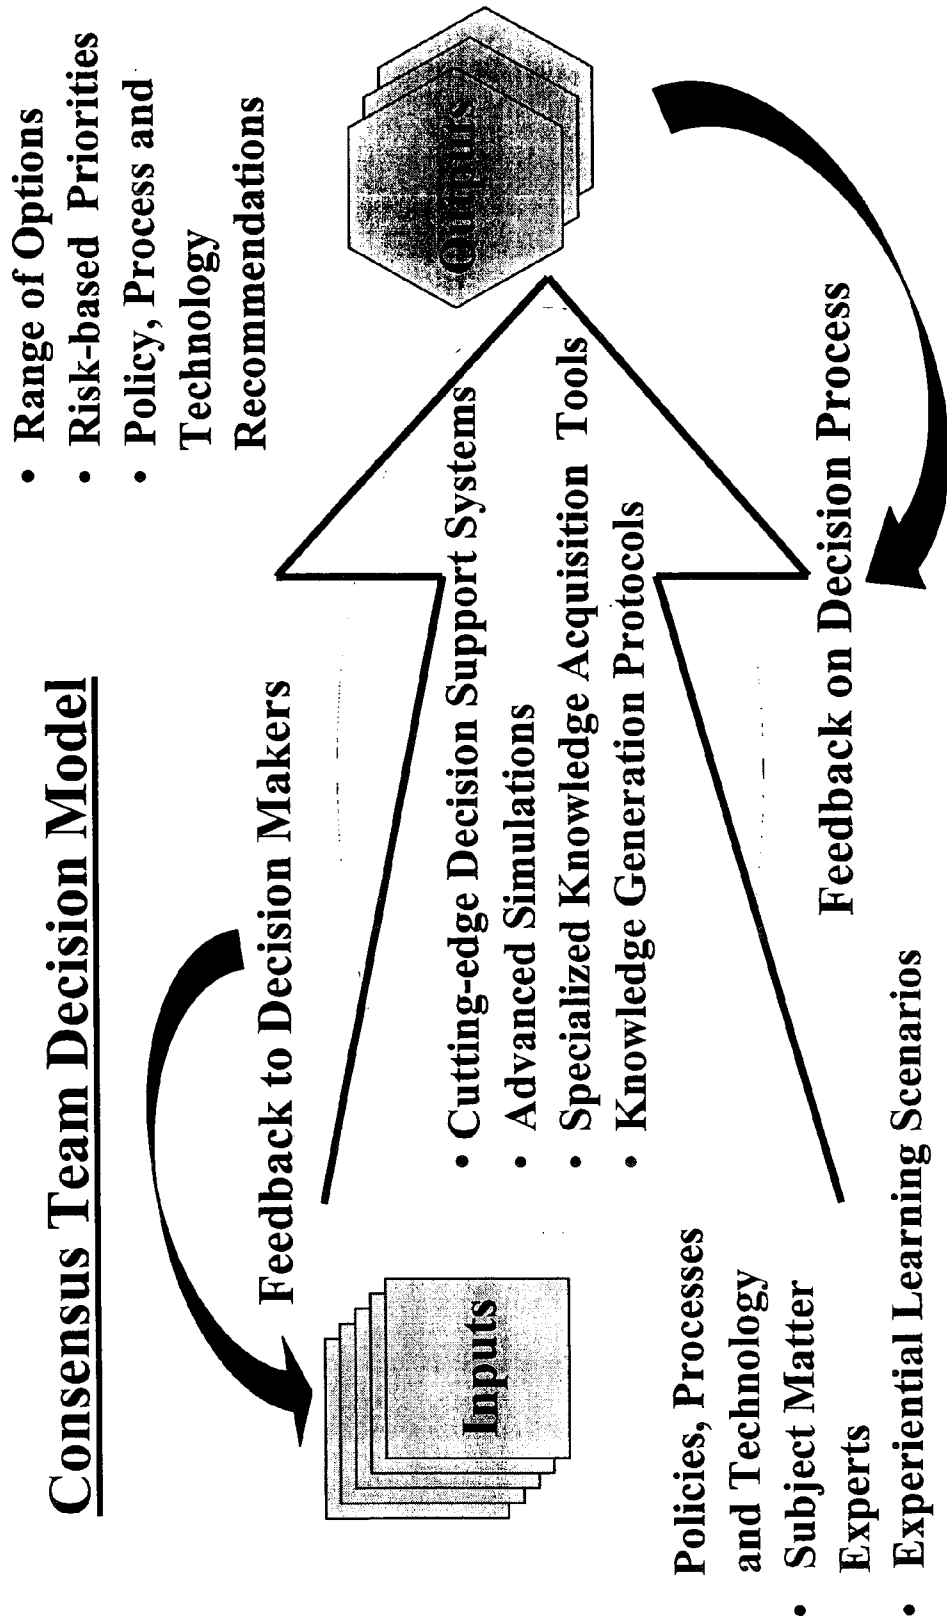 Consensus Team Decision Model
• Range of Options
• Risk-based Priorities
• Policy, Process and
Technology
Recommendations
Feedback to Decision Makers
Inputs
• Cutting-edge Decision Support Systems
• Advanced Simulations
• Specialized Knowledge Acquisition Tools
• Knowledge Generation Protocols
Outputs
Policies, Processes
and Technology
• Subject Matter
Experts
• Experiential Learning Scenarios
Feedback on Decision Process